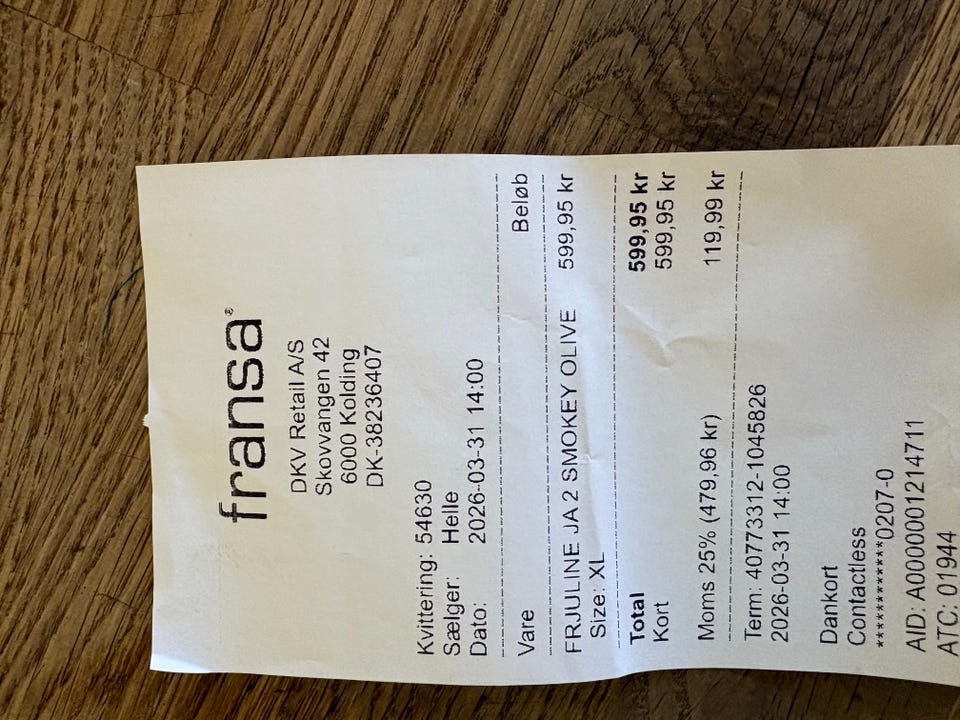 fransa®
DKV Retail A/S
Skovvangen 42
6000 Kolding
DK-38236407
Kvittering: 54630
Sælger: Helle
Dato: 2026-03-31 14:00
Vare Beløb
FRJULINE JA 2 SMOKEY OLIVE 599,95 kr
Size: XL
Total 599,95 kr
Kort 599,95 kr
Moms 25% (479,96 kr) 119,99 kr
Term: 40773312-1045826
2026-03-31 14:00
Dankort
Contactless
************0207-0
AID: A0000001214711
ATC: 01944